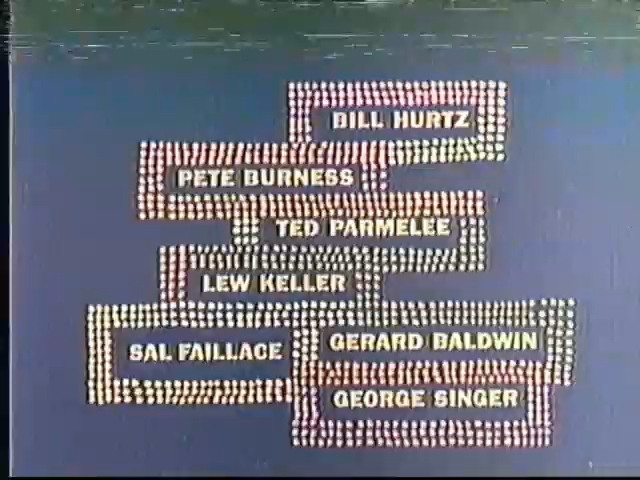 BILL HURTZ
PETE BURNESS
TED PARMELEE
LEW KELLER
SAL FAILLACE
GERARD BALDWIN
GEORGE SINGER